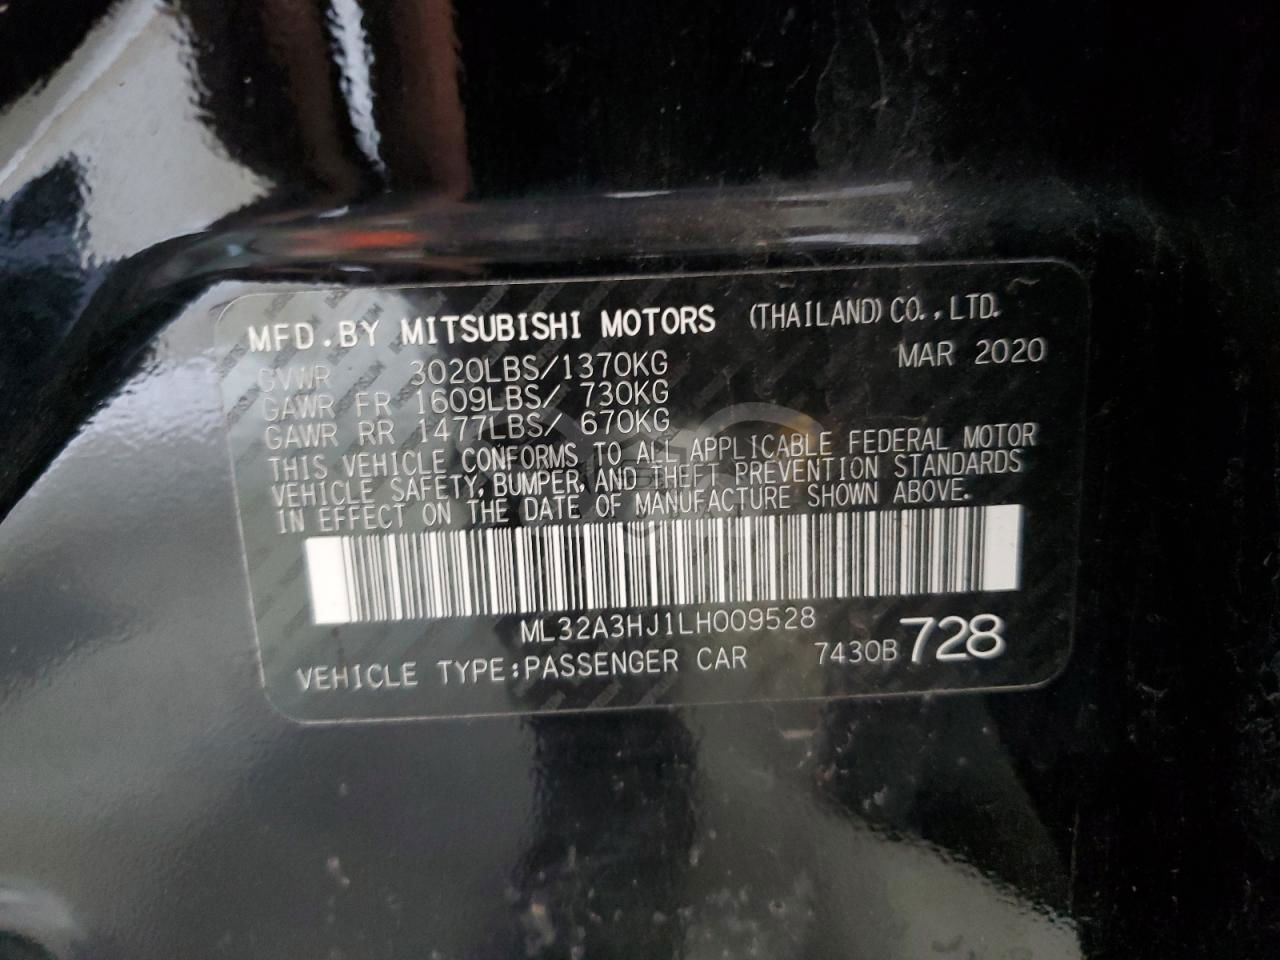 MFD.BY MITSUBISHI MOTORS (THAILAND) CO.,LTD.
GVWR 3020LBS/1370KG MAR 2020
GAWR FR 1609LBS/ 730KG
GAWR RR 1477LBS/ 670KG
THIS VEHICLE CONFORMS TO ALL APPLICABLE FEDERAL MOTOR
VEHICLE SAFETY, BUMPER, AND THEFT PREVENTION STANDARDS
IN EFFECT ON THE DATE OF MANUFACTURE SHOWN ABOVE.
ML32A3HJ1LH009528
VEHICLE TYPE:PASSENGER CAR 7430B 728